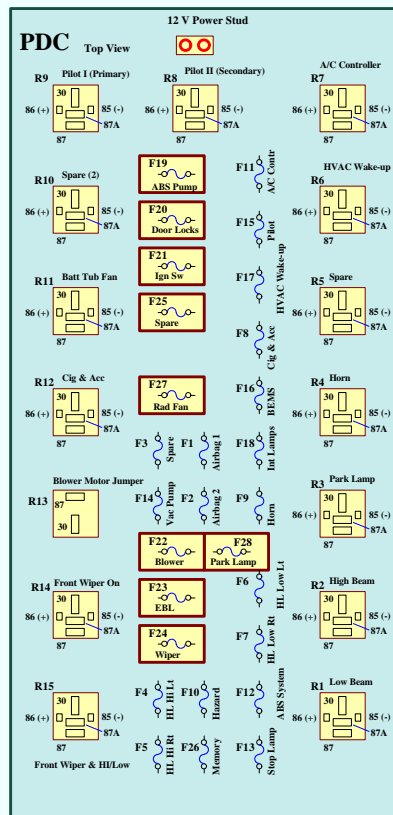 12 V Power Stud
PDC Top View
R9 Pilot I (Primary)
30
86 (+) 85 (-)
87A
87
R8 Pilot II (Secondary)
30
86 (+) 85 (-)
87A
87
R7 A/C Controller
30
86 (+) 85 (-)
87A
87
F19
ABS Pump
F11 A/C Contr
R10 Spare (2)
30
86 (+) 85 (-)
87A
87
F20
Door Locks
F15 Pilot
R6 HVAC Wake-up
30
86 (+) 85 (-)
87A
87
F21
Ign Sw
F17 HVAC Wake-up
R11 Batt Tub Fan
30
86 (+) 85 (-)
87A
87
F25
Spare
F8 Cig & Acc
R5 Spare
30
86 (+) 85 (-)
87A
87
R12 Cig & Acc
30
86 (+) 85 (-)
87A
87
F27
Rad Fan
F16 BEMS
R4 Horn
30
86 (+) 85 (-)
87A
87
F3 Spare
F1 Airbag 1
F18 Int Lamps
Blower Motor Jumper
R13
87
30
F14 Vac Pump
F2 Airbag 2
F9 Horn
R3 Park Lamp
30
86 (+) 85 (-)
87A
87
F22
Blower
F28
Park Lamp
F6 HL Low Lt
R14 Front Wiper On
30
86 (+) 85 (-)
87A
87
F23
EBL
R2 High Beam
30
86 (+) 85 (-)
87A
87
F24
Wiper
F7 HL Low Rt
R15
30
86 (+) 85 (-)
87A
87
Front Wiper & HI/Low
F4 HL Hi Lt
F10 Hazard
F12 ABS System
R1 Low Beam
30
86 (+) 85 (-)
87A
87
F5 HL Hi Rt
F26 Memory
F13 Stop Lamp